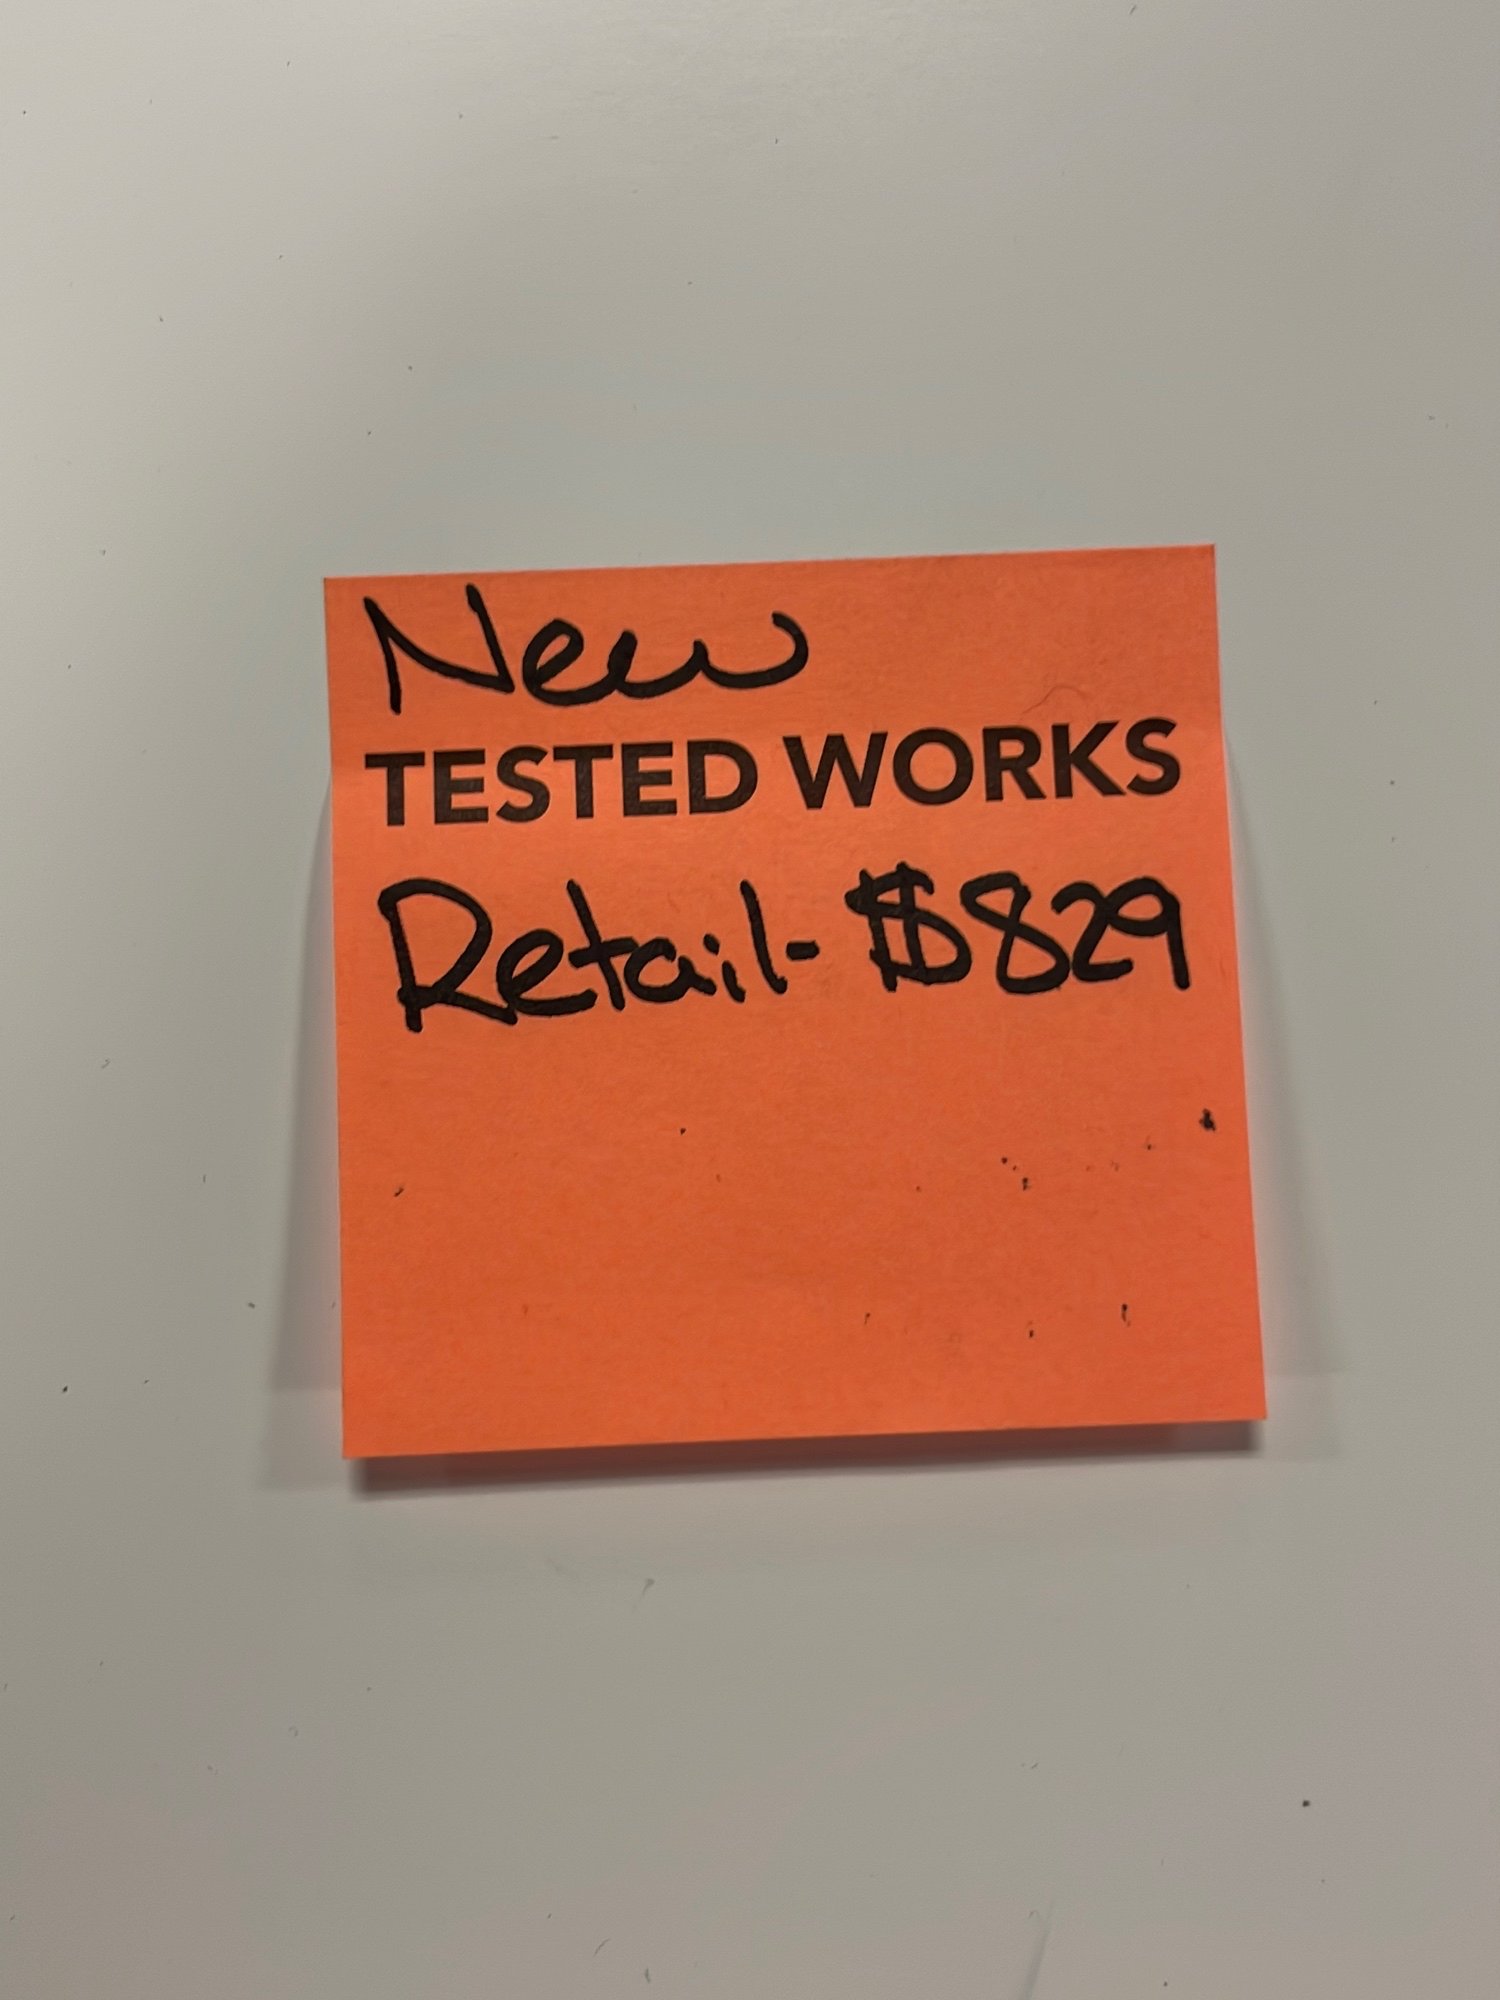 New
TESTED WORKS
Retail- $829